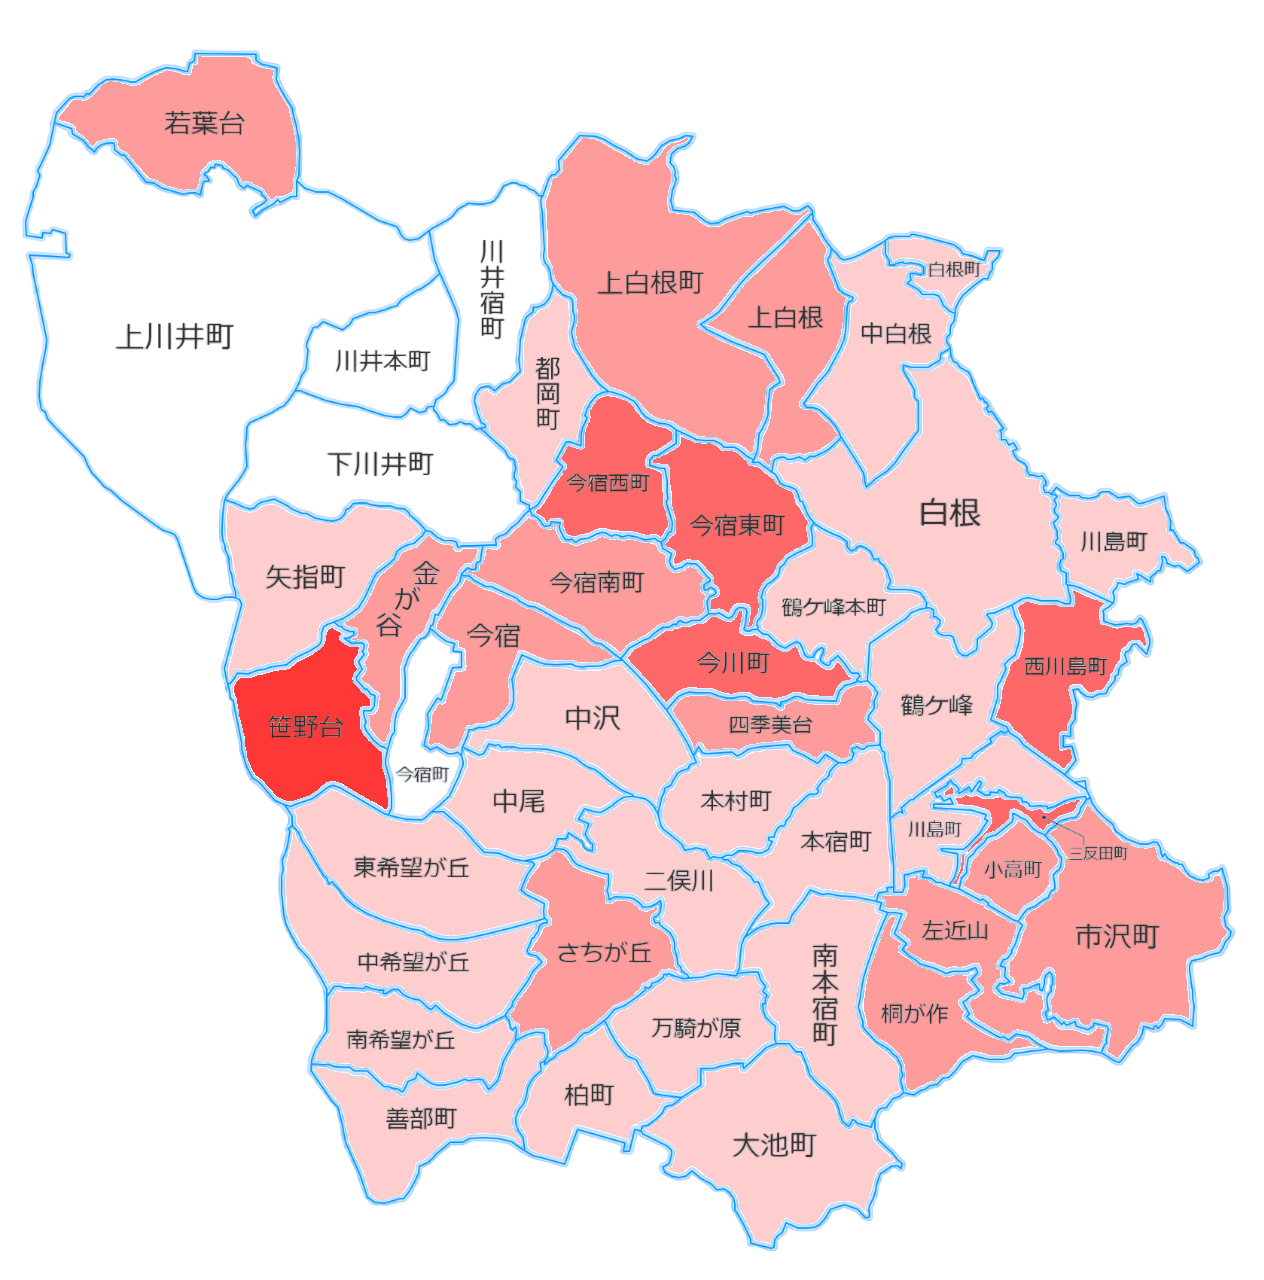 若葉台
上川井町
川井本町
川井宿町
下川井町
都岡町
上白根町
上白根
中白根
白根町
白根
川島町
今宿西町
今宿東町
今宿南町
鶴ケ峰本町
矢指町
金が谷
今宿
今川町
西川島町
鶴ケ峰
笹野台
中沢
四季美台
今宿町
中尾
本村町
本宿町
川島町
三反田町
小高町
東希望が丘
二俣川
左近山
市沢町
中希望が丘
さちが丘
南本宿町
桐が作
南希望が丘
万騎が原
善部町
柏町
大池町